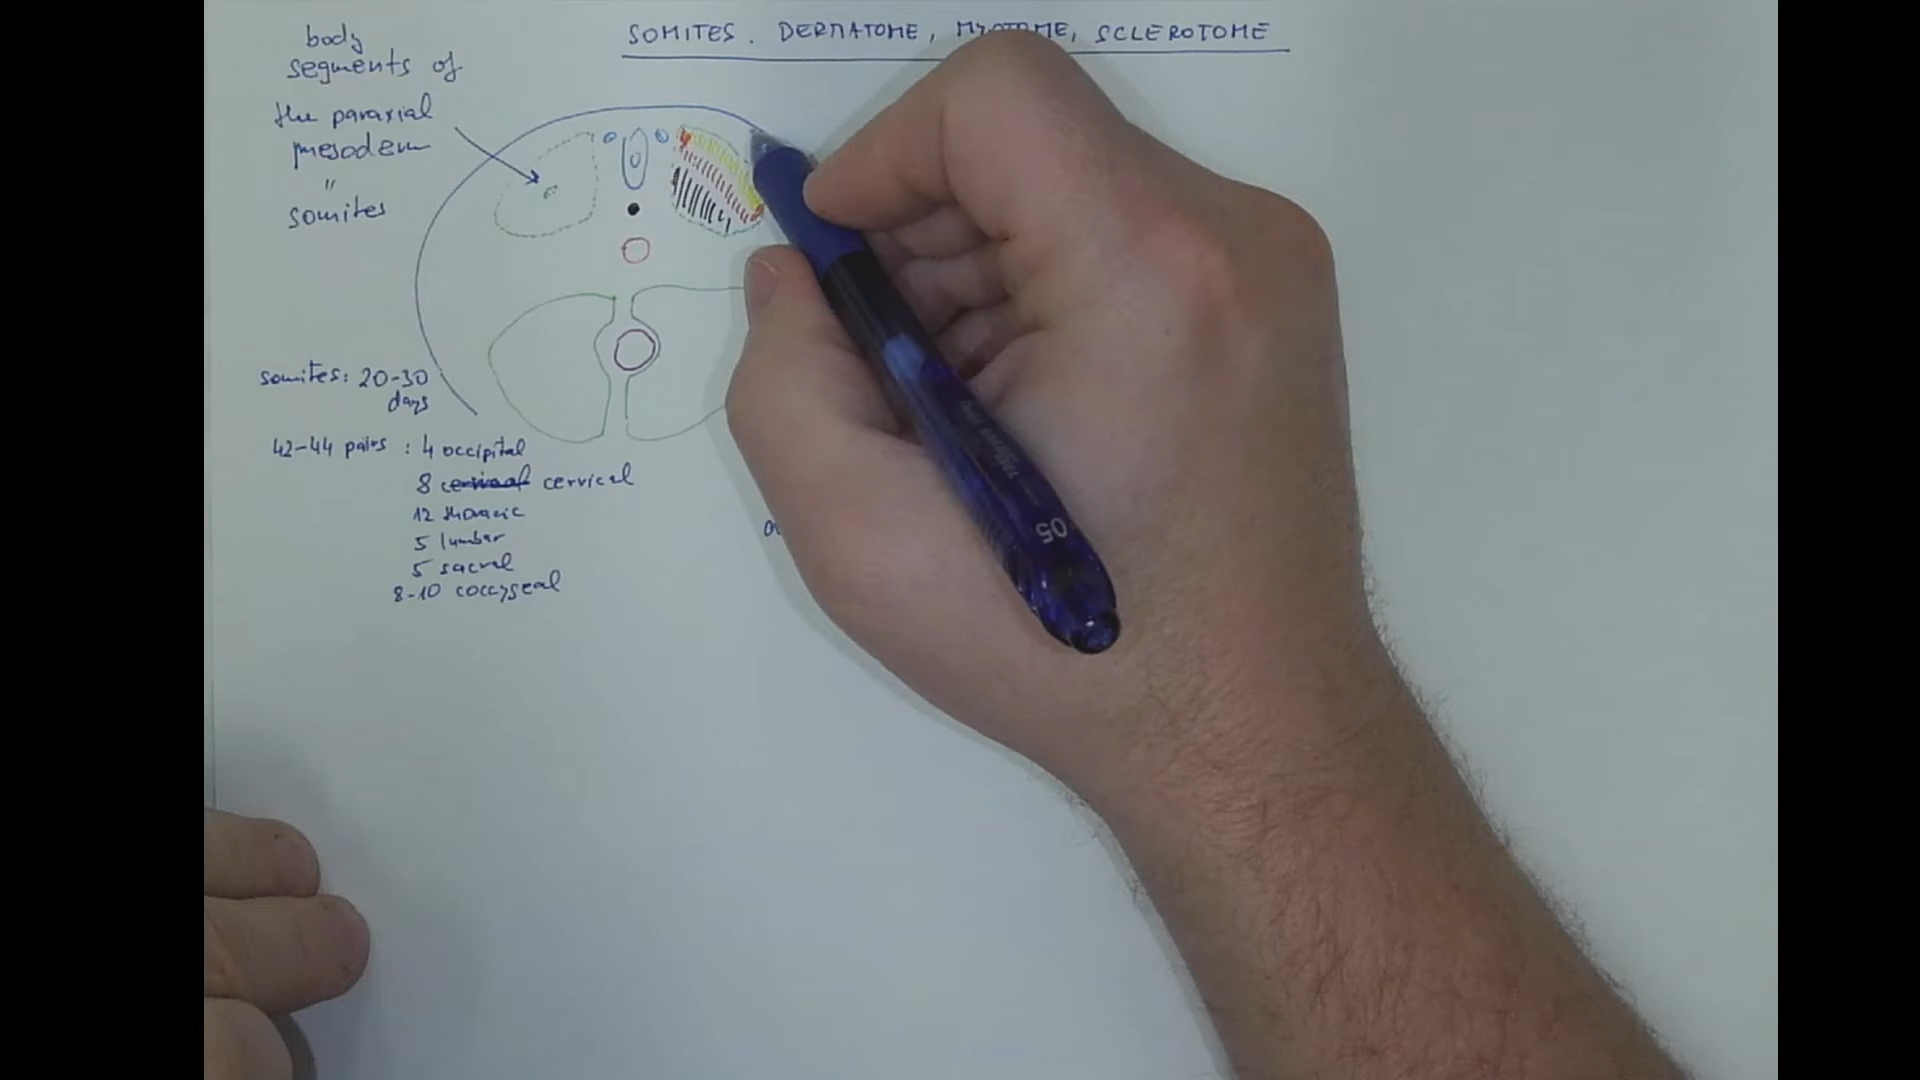 SOMITES. DERMATOME, MYOTOME, SCLEROTOME
body
segments of
the paraxial
mesoderm
"
somites
somites: 20-30
days
42-44 pairs : 4 occipital
8 cervical
12 thoracic
5 lumbar
5 sacral
8-10 coccygeal
05